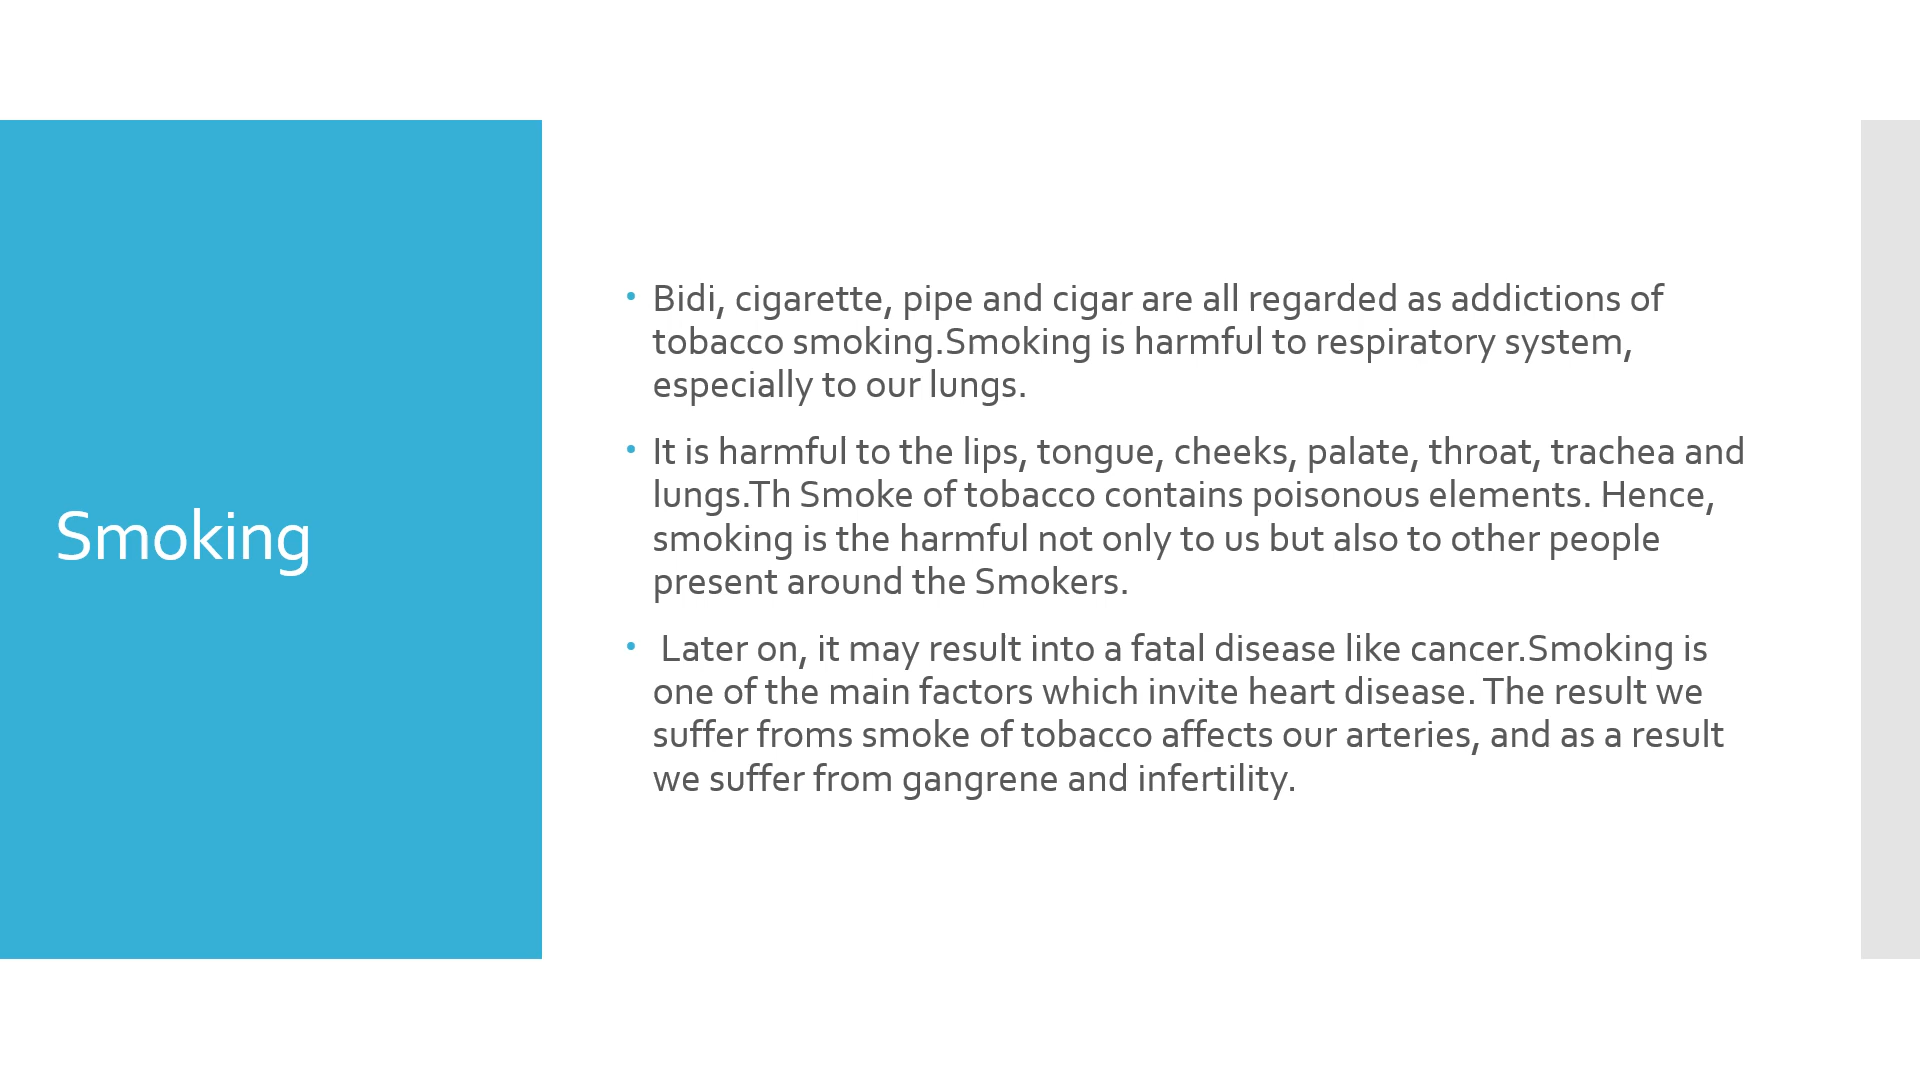 Smoking
• Bidi, cigarette, pipe and cigar are all regarded as addictions of
tobacco smoking.Smoking is harmful to respiratory system,
especially to our lungs.
• It is harmful to the lips, tongue, cheeks, palate, throat, trachea and
lungs.Th Smoke of tobacco contains poisonous elements. Hence,
smoking is the harmful not only to us but also to other people
present around the Smokers.
• Later on, it may result into a fatal disease like cancer.Smoking is
one of the main factors which invite heart disease. The result we
suffer froms smoke of tobacco affects our arteries, and as a result
we suffer from gangrene and infertility.